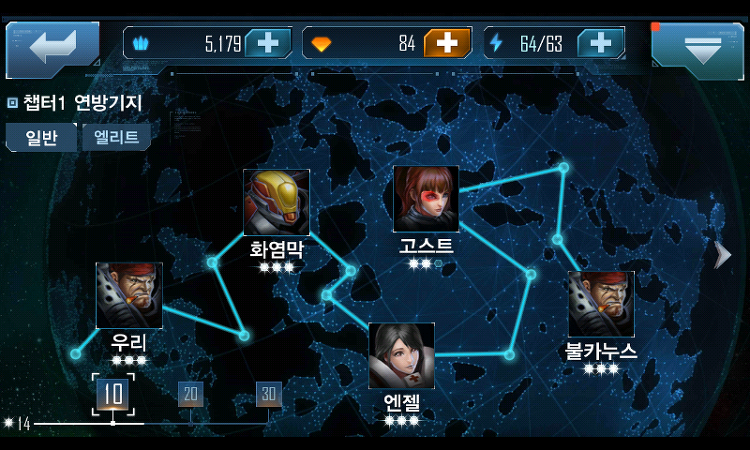 5,179
84
64/63
챕터1 연방기지
일반 엘리트
화염막
고스트
우리
불카누스
엔젤
10 20 30
14